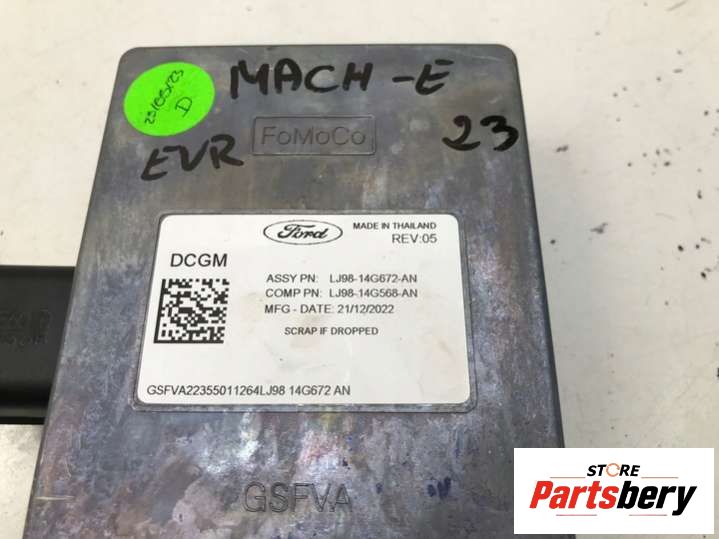 MACH-E
D
EVR
FoMoCo
23
Ford
MADE IN THAILAND
REV:05
DCGM
ASSY PN: LJ98-14G672-AN
COMP PN: LJ98-14G568-AN
MFG - DATE: 21/12/2022
SCRAP IF DROPPED
GSFVA22355011264LJ98 14G672 AN
GSFVA
STORE
Partsbery